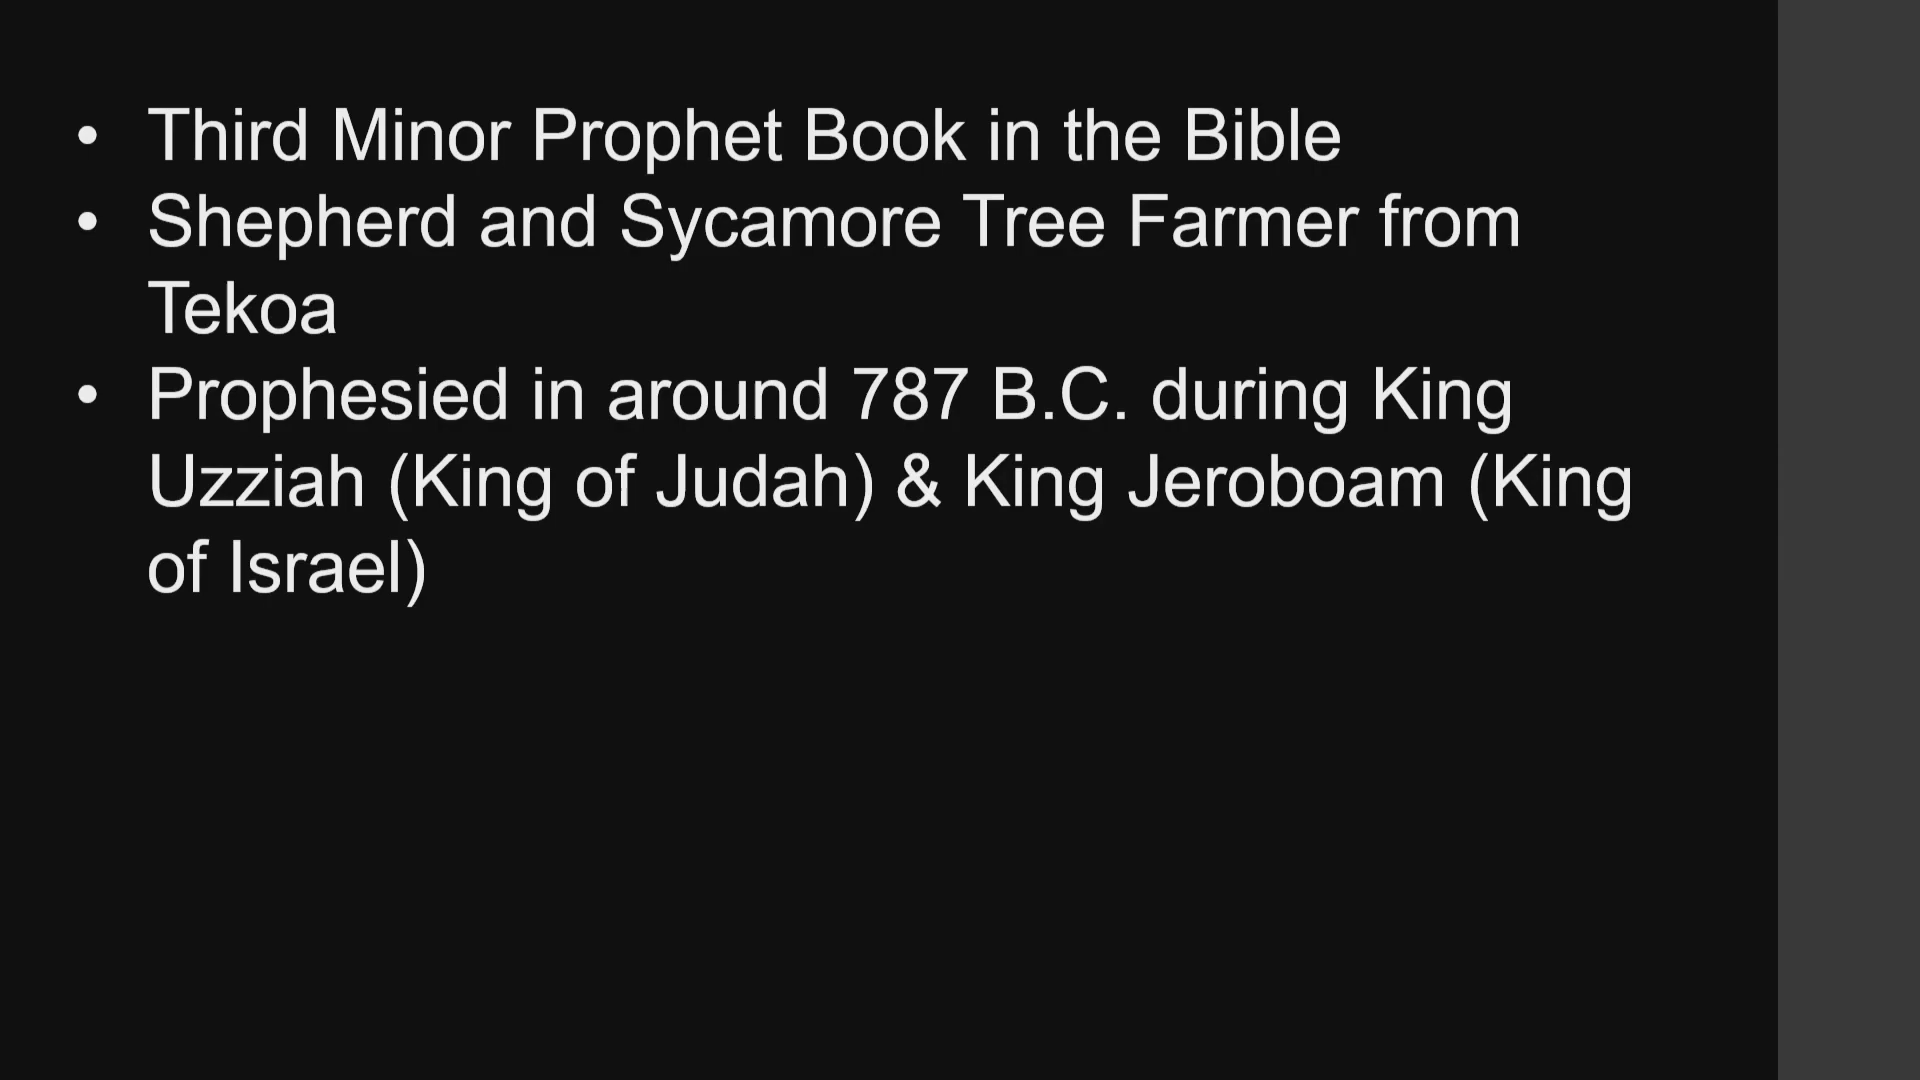 • Third Minor Prophet Book in the Bible
• Shepherd and Sycamore Tree Farmer from
Tekoa
• Prophesied in around 787 B.C. during King
Uzziah (King of Judah) & King Jeroboam (King
of Israel)